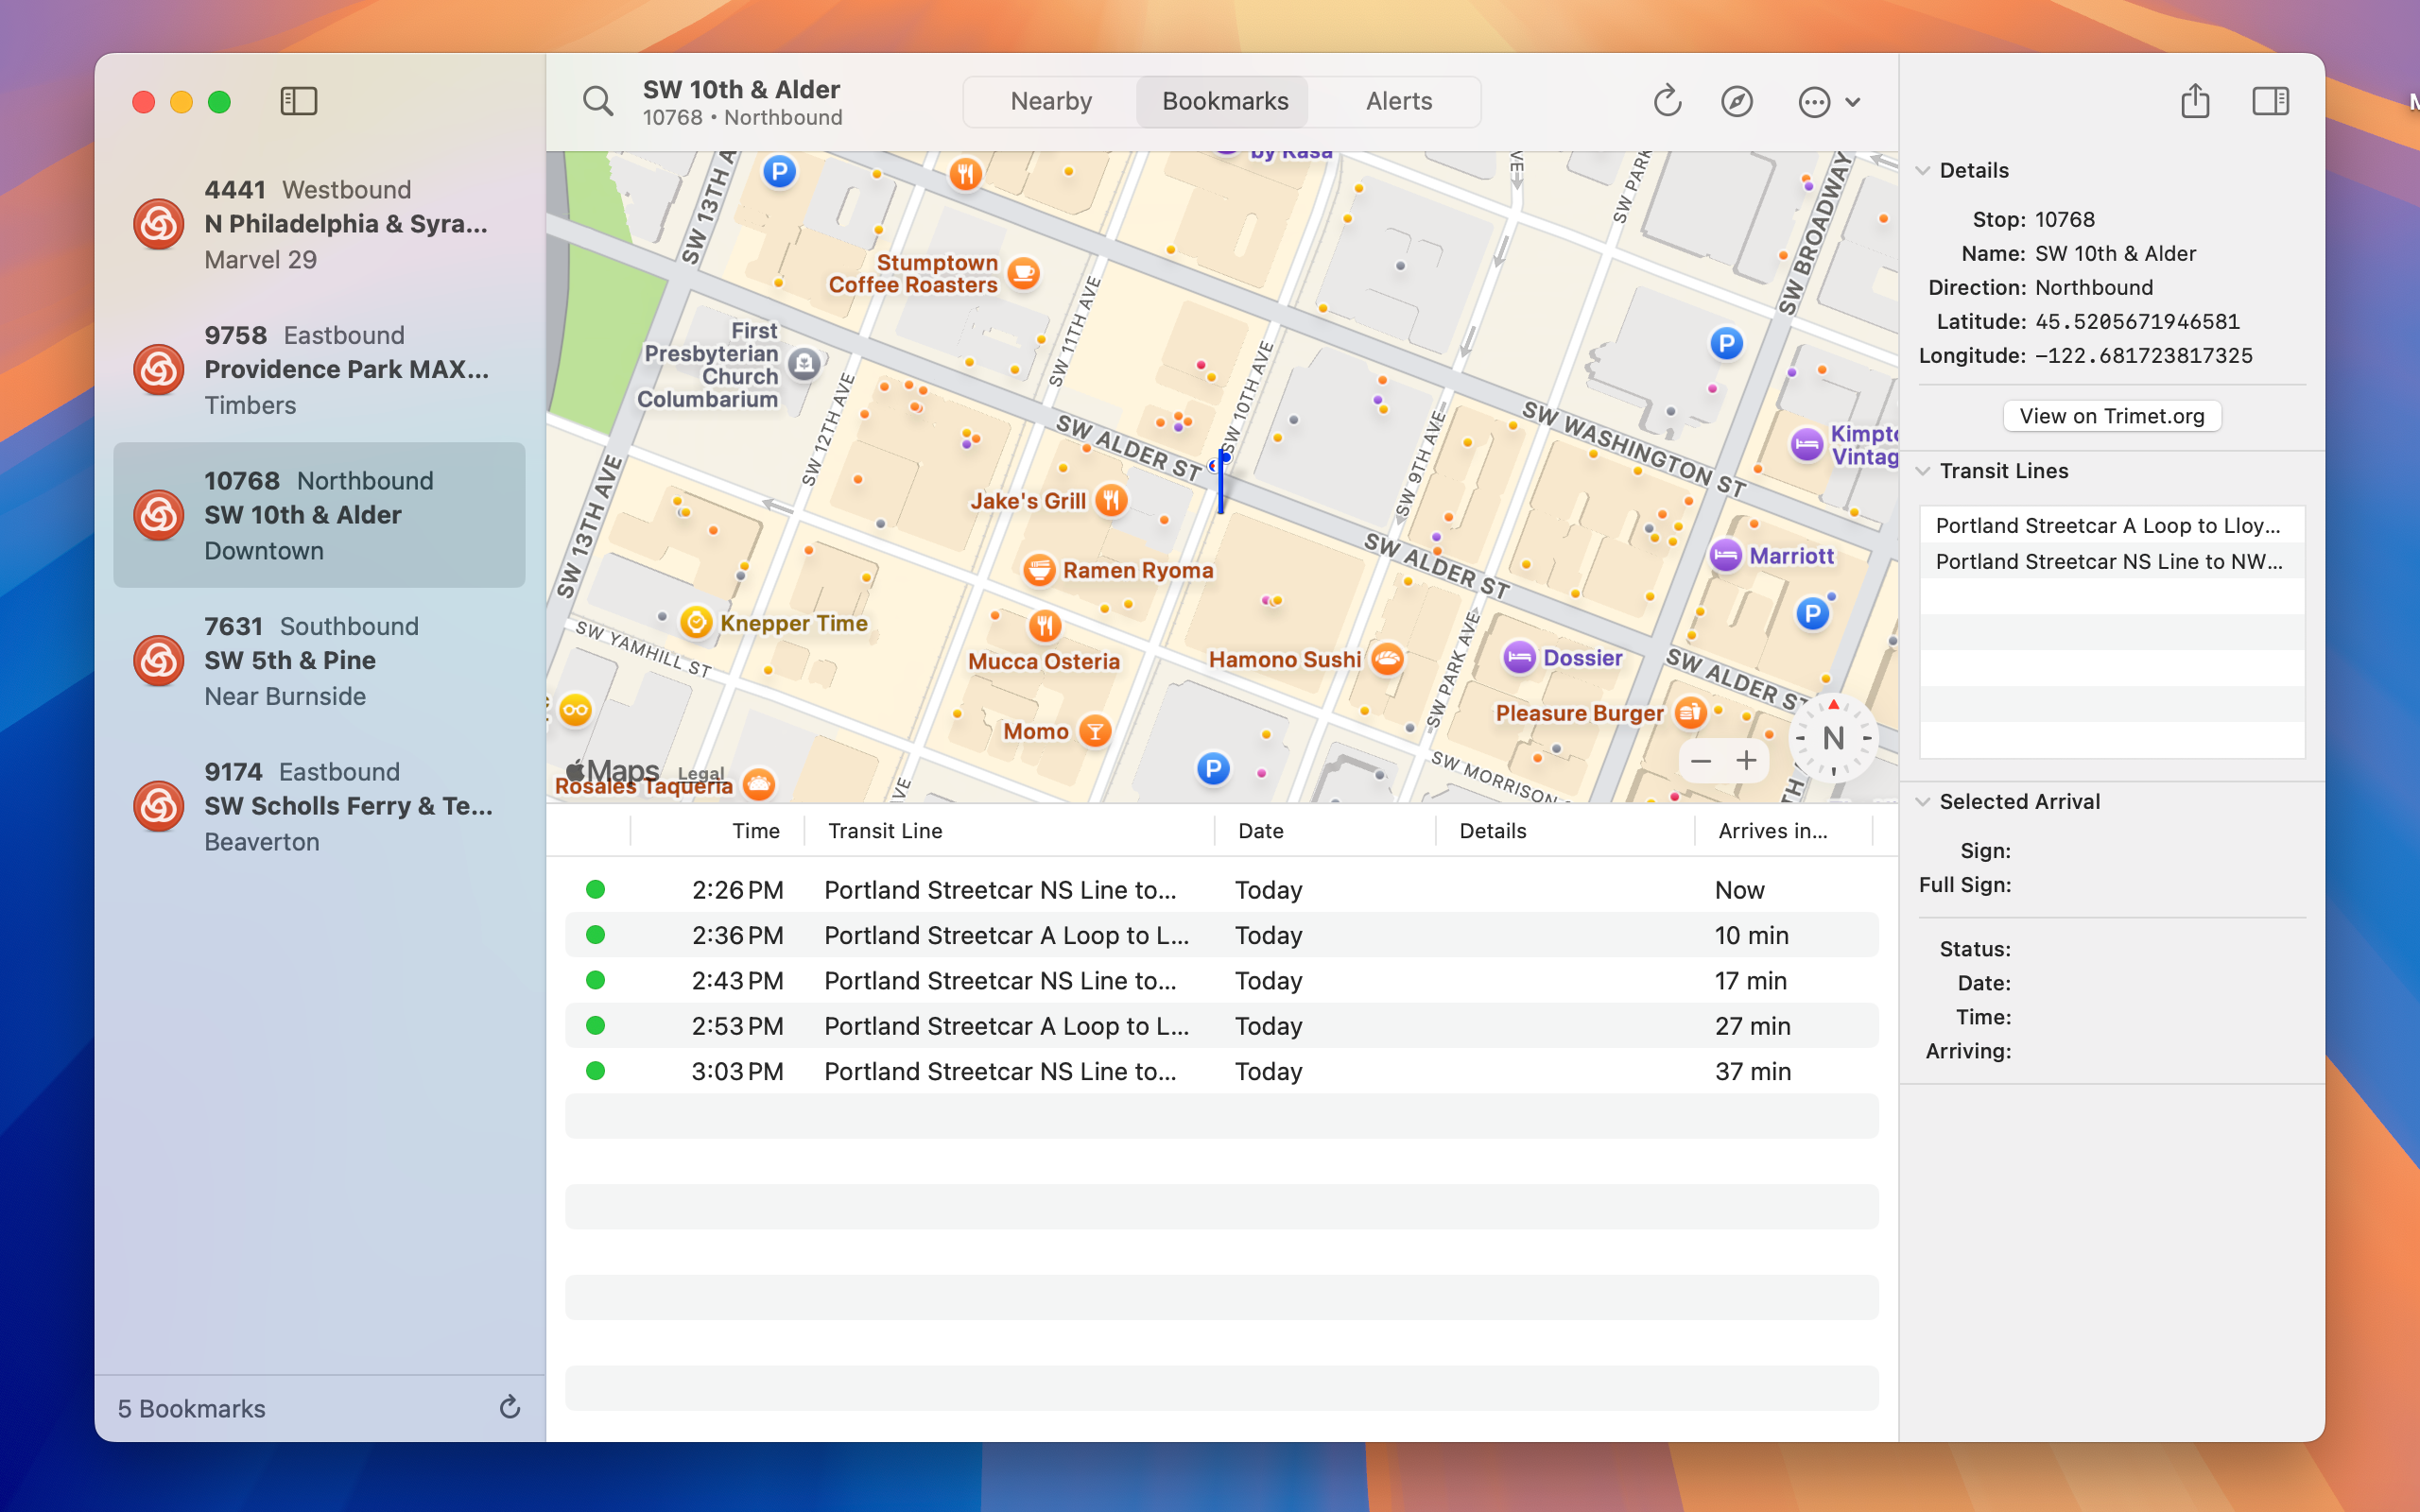 4441 Westbound
N Philadelphia & Syra...
Marvel 29
9758 Eastbound
Providence Park MAX...
Timbers
10768 Northbound
SW 10th & Alder
Downtown
7631 Southbound
SW 5th & Pine
Near Burnside
9174 Eastbound
SW Scholls Ferry & Te...
Beaverton
5 Bookmarks
SW 10th & Alder
10768 • Northbound
Nearby
Bookmarks
Alerts
by Kasa
P
SW 13TH A
VE
SW PARK
SW BROADWAY
Stumptown
Coffee Roasters
SW 11TH AVE
First
Presbyterian
Church
Columbarium
SW 12TH AVE
SW 10TH AVE
P
SW ALDER ST
SW 9TH AVE
SW WASHINGTON ST
Kimpto
Vintag
Jake's Grill
SW 13TH AVE
SW ALDER ST
Marriott
Ramen Ryoma
P
Knepper Time
SW YAMHILL ST
Mucca Osteria
Hamono Sushi
SW PARK AVE
Dossier
SW ALDER ST
Momo
Pleasure Burger
N
P
Maps
Legal
Rosales Taqueria
AVE
SW MORRISON
TH
Time
Transit Line
Date
Details
Arrives in...
2:26 PM Portland Streetcar NS Line to... Today Now
2:36 PM Portland Streetcar A Loop to L... Today 10 min
2:43 PM Portland Streetcar NS Line to... Today 17 min
2:53 PM Portland Streetcar A Loop to L... Today 27 min
3:03 PM Portland Streetcar NS Line to... Today 37 min
Details
Stop: 10768
Name: SW 10th & Alder
Direction: Northbound
Latitude: 45.5205671946581
Longitude: −122.681723817325
View on Trimet.org
Transit Lines
Portland Streetcar A Loop to Lloy...
Portland Streetcar NS Line to NW...
Selected Arrival
Sign:
Full Sign:
Status:
Date:
Time:
Arriving: